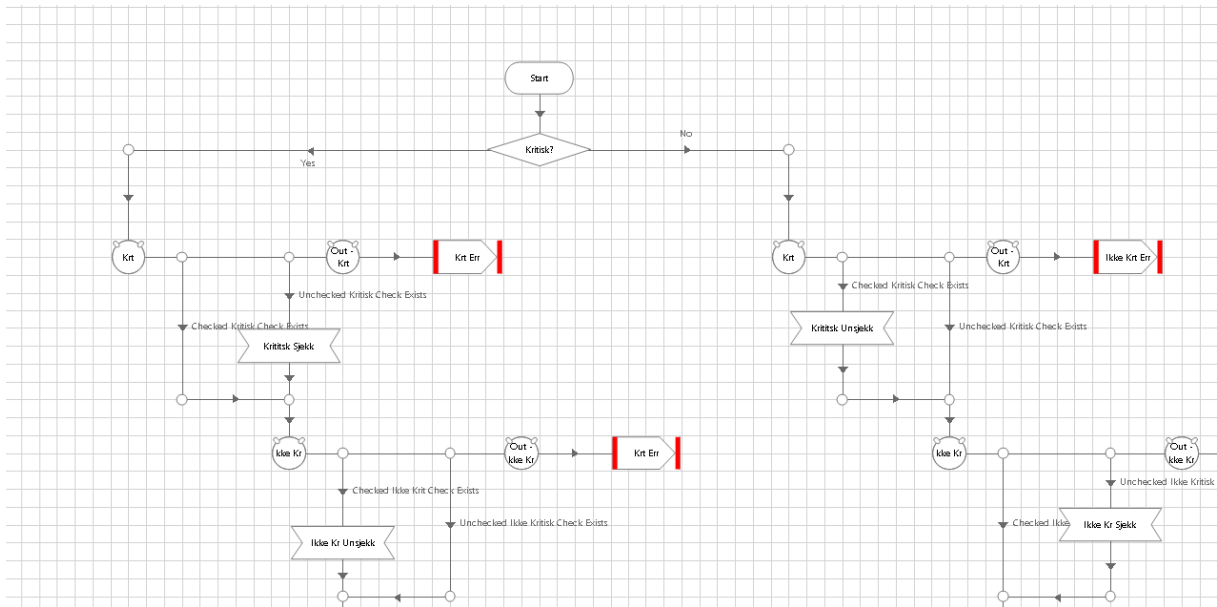 Start
Kritisk?
No
Yes
Krt
Out -
Krt
Krt Err
Krt
Out -
Krt
Ikke Krt Err
Unchecked Kritisk Check Exists
Checked Kritisk Check Exists
Checked Kritisk Check Exists
Unchecked Kritisk Check Exists
Krititsk Sjekk
Krititsk Unsjekk
kke Kr
Out -
kke Kr
Krt Err
kke Kr
Out -
kke Kr
Checked Ikke Krit Check Exists
Unchecked Ikke Kritisk
Unchecked Ikke Kritisk Check Exists
Checked Ikke
Ikke Kr Unsjekk
Ikke Kr Sjekk